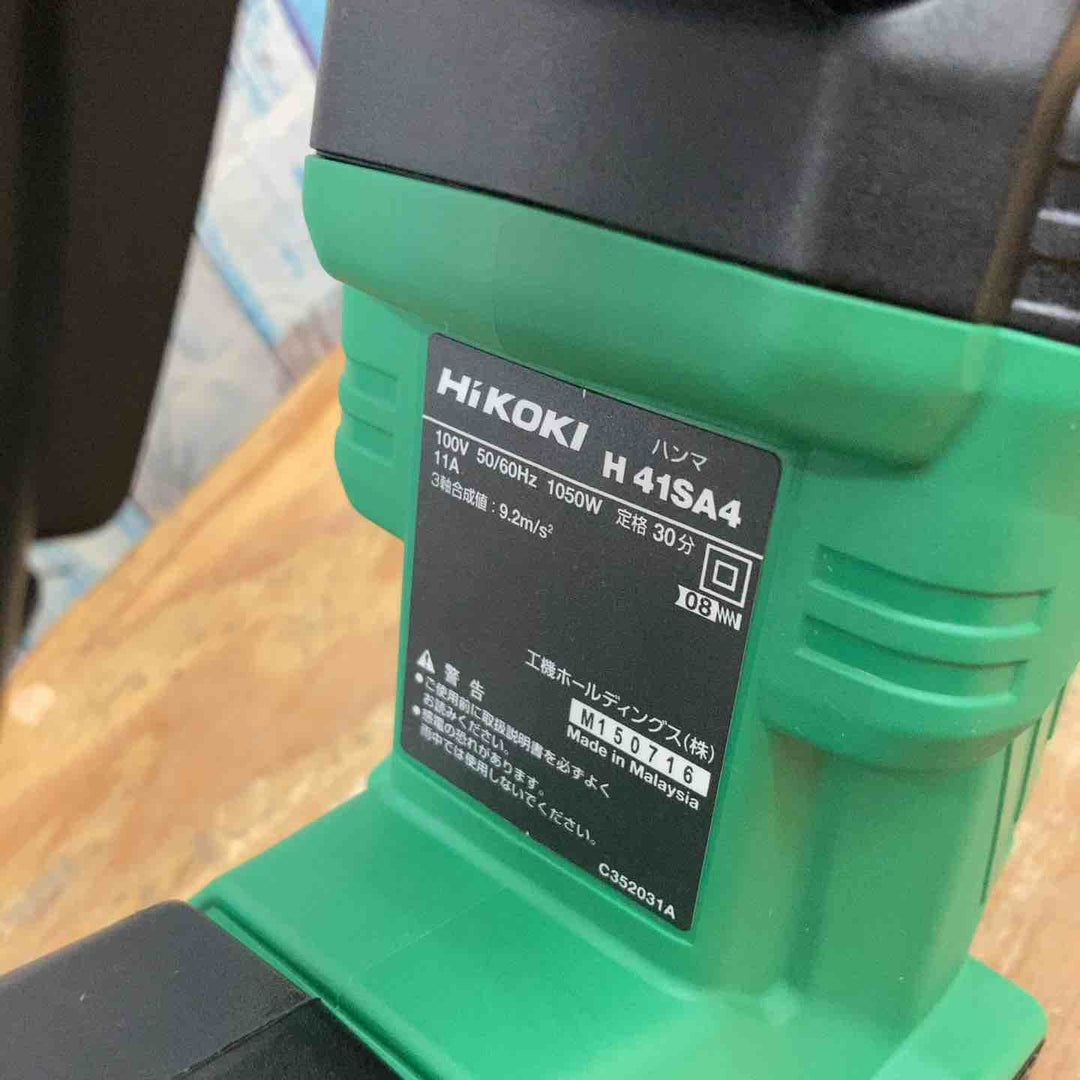 HiKOKI ハンマ
H 41SA4
100V 50/60Hz 1050W 定格 30分
11A
3軸合成値：9.2m/s²
08
⚠ 警告
●ご使用前に取扱説明書を必ずよく
お読みください。
●感電の恐れがあります。
雨中では使用しないでください。
工機ホールディングス(株)
M150716
Made in Malaysia
C352031A